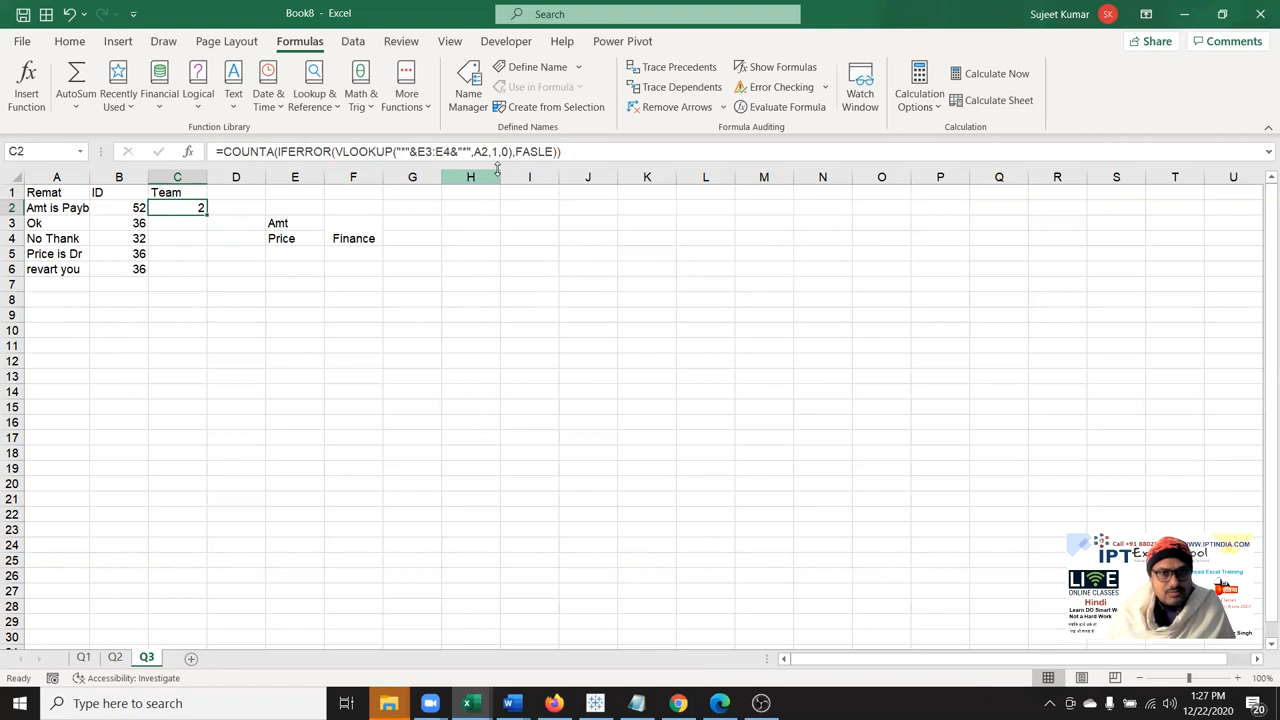 Book8 - Excel
Search
Sujeet Kumar
SK
File Home Insert Draw Page Layout Formulas Data Review View Developer Help Power Pivot
Share Comments
Insert Function
AutoSum
Recently Used
Financial
Logical
Text
Date & Time
Lookup & Reference
Math & Trig
More Functions
Name Manager
Define Name
Use in Formula
Create from Selection
Trace Precedents
Trace Dependents
Remove Arrows
Show Formulas
Error Checking
Evaluate Formula
Watch Window
Calculation Options
Calculate Now
Calculate Sheet
Function Library Defined Names Formula Auditing Calculation
C2 fx =COUNTA(IFERROR(VLOOKUP("*"&E3:E4&"*",A2,1,0),FASLE))
A B C D E F G H I J K L M N O P Q R S T U
1 Remat ID Team
2 Amt is Payb 52 2
3 Ok 36 Amt
4 No Thank 32 Price Finance
5 Price is Dr 36
6 revart you 36
7
8
9
10
11
12
13
14
15
16
17
18
19
20
21
22
23
24
25
26
27
28
29
30
WWW.IPTINDIA.COM
IPT
LIVE
ONLINE CLASSES
Hindi
Learn DO Smart W
Not a Hard Work
Q1 Q2 Q3
Ready Accessibility: Investigate 100%
Type here to search
1:27 PM
12/22/2020
20